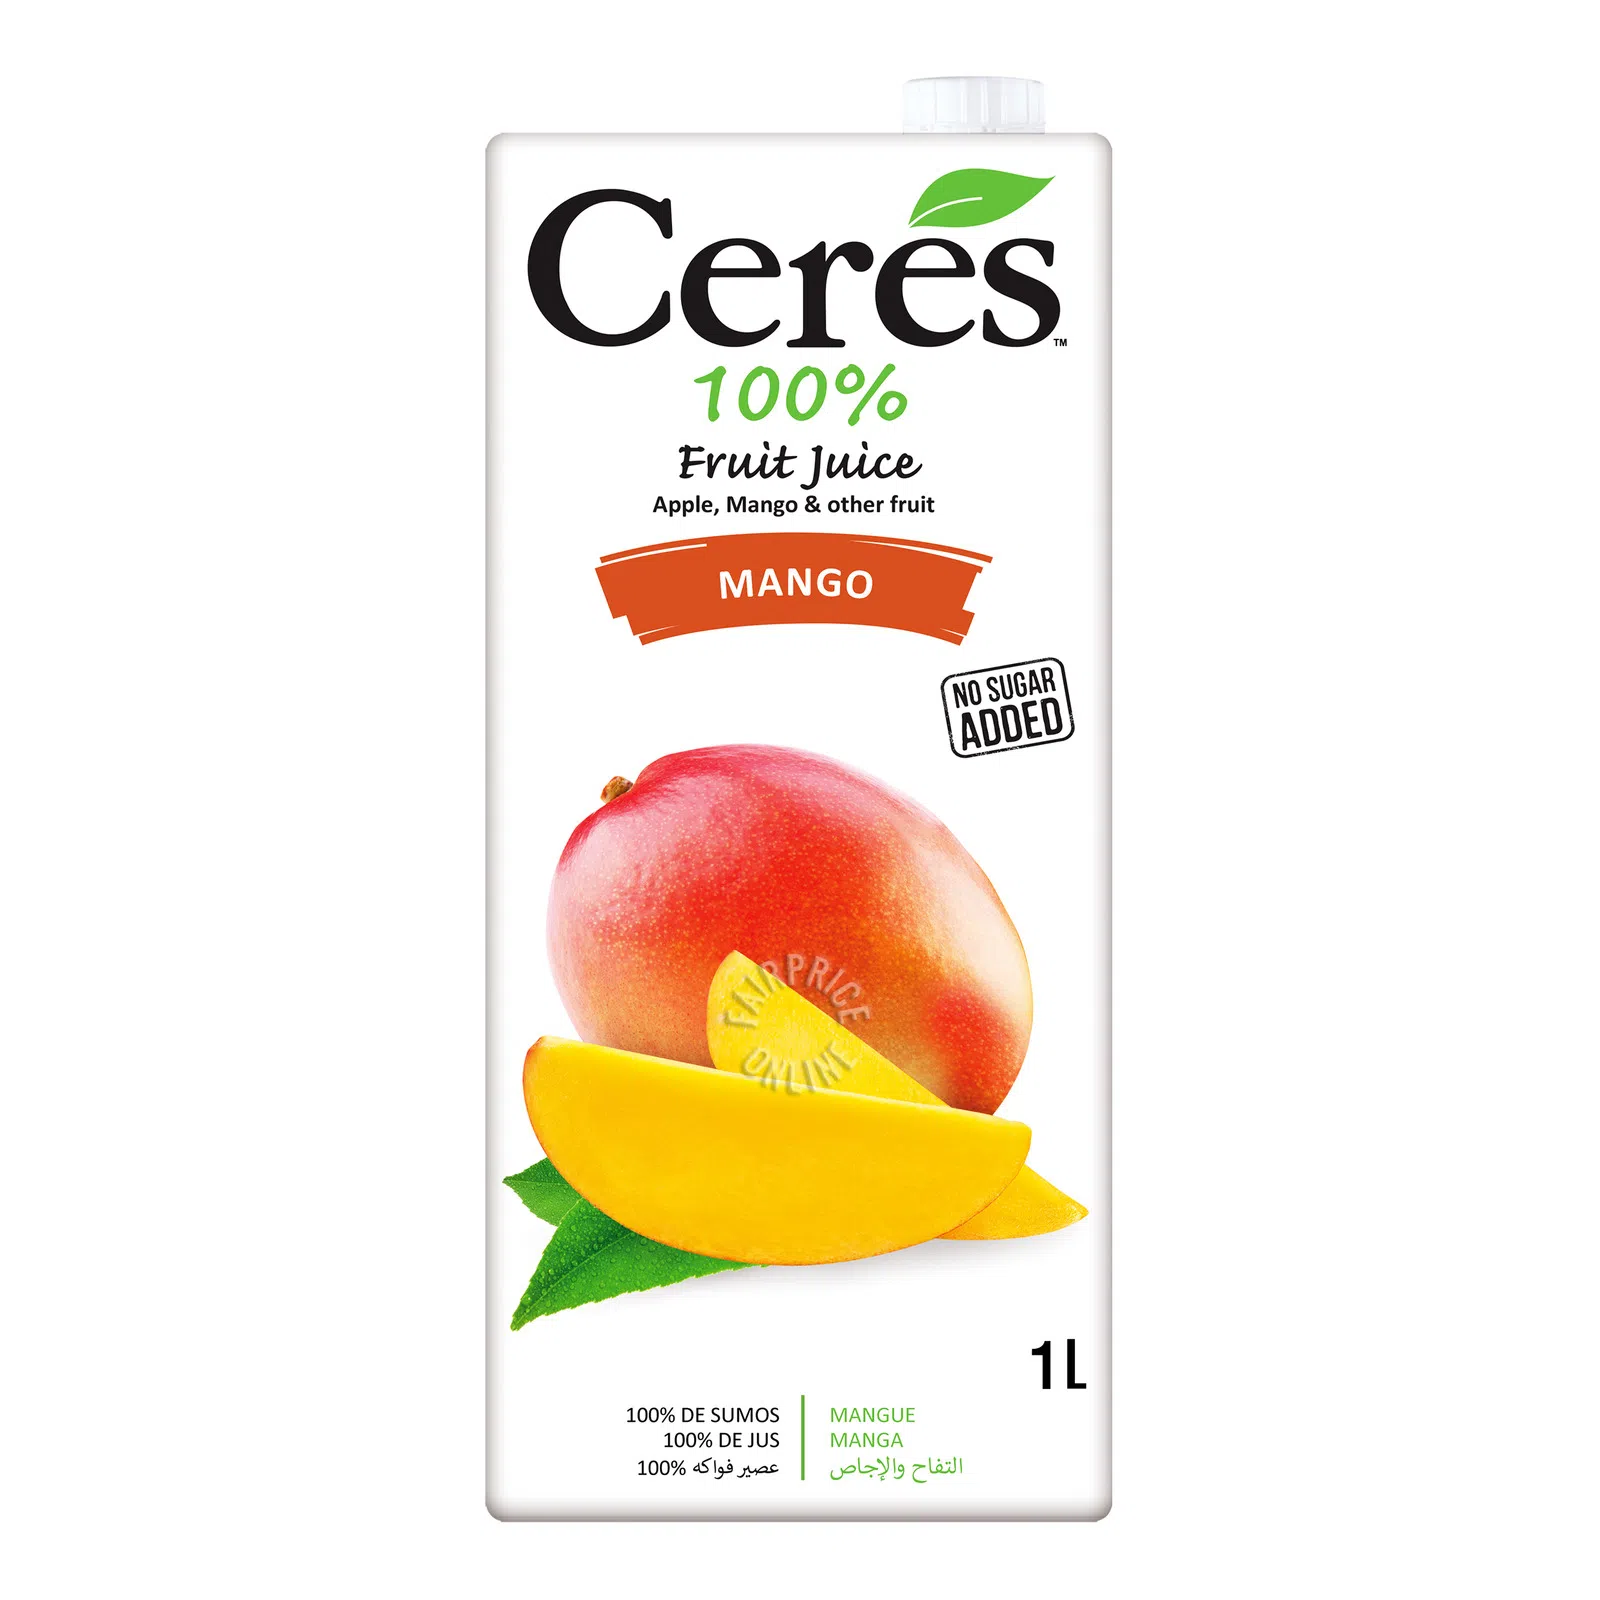 Ceres
TM
100%
Fruit Juice
Apple, Mango & other fruit
MANGO
NO SUGAR
ADDED
FAIRPRICE
ONLINE
1L
100% DE SUMOS
100% DE JUS
100% عصير فواكه
MANGUE
MANGA
التفاح والإجاص